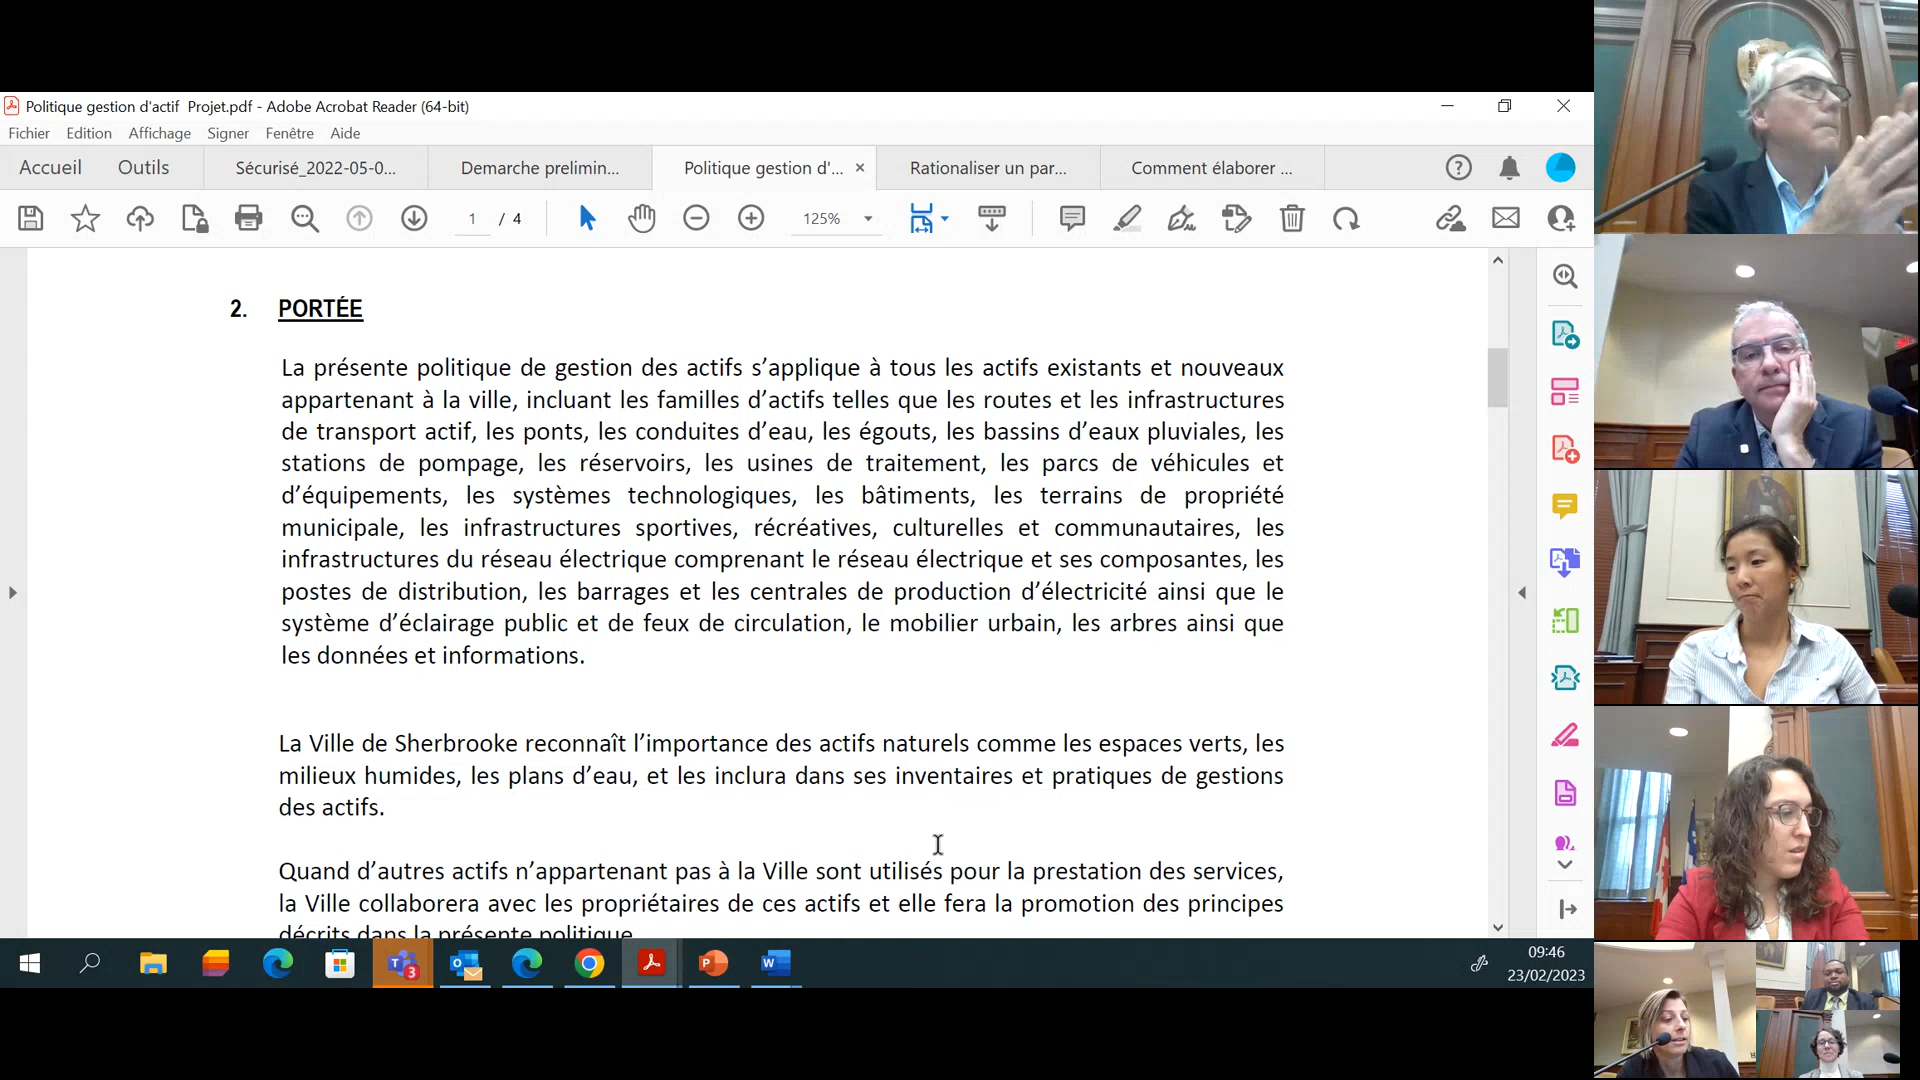 Politique gestion d'actif  Projet.pdf - Adobe Acrobat Reader (64-bit)
Fichier Edition Affichage Signer Fenêtre Aide
Accueil Outils Sécurisé_2022-05-0... Demarche prelimin... Politique gestion d'... × Rationaliser un par... Comment élaborer ...
1 / 4 125%
2. PORTÉE
La présente politique de gestion des actifs s’applique à tous les actifs existants et nouveaux
appartenant à la ville, incluant les familles d’actifs telles que les routes et les infrastructures
de transport actif, les ponts, les conduites d’eau, les égouts, les bassins d’eaux pluviales, les
stations de pompage, les réservoirs, les usines de traitement, les parcs de véhicules et
d’équipements, les systèmes technologiques, les bâtiments, les terrains de propriété
municipale, les infrastructures sportives, récréatives, culturelles et communautaires, les
infrastructures du réseau électrique comprenant le réseau électrique et ses composantes, les
postes de distribution, les barrages et les centrales de production d’électricité ainsi que le
système d’éclairage public et de feux de circulation, le mobilier urbain, les arbres ainsi que
les données et informations.
La Ville de Sherbrooke reconnaît l’importance des actifs naturels comme les espaces verts, les
milieux humides, les plans d’eau, et les inclura dans ses inventaires et pratiques de gestions
des actifs.
Quand d’autres actifs n’appartenant pas à la Ville sont utilisés pour la prestation des services,
la Ville collaborera avec les propriétaires de ces actifs et elle fera la promotion des principes
décrits dans la présente politique.
3
09:46
23/02/2023